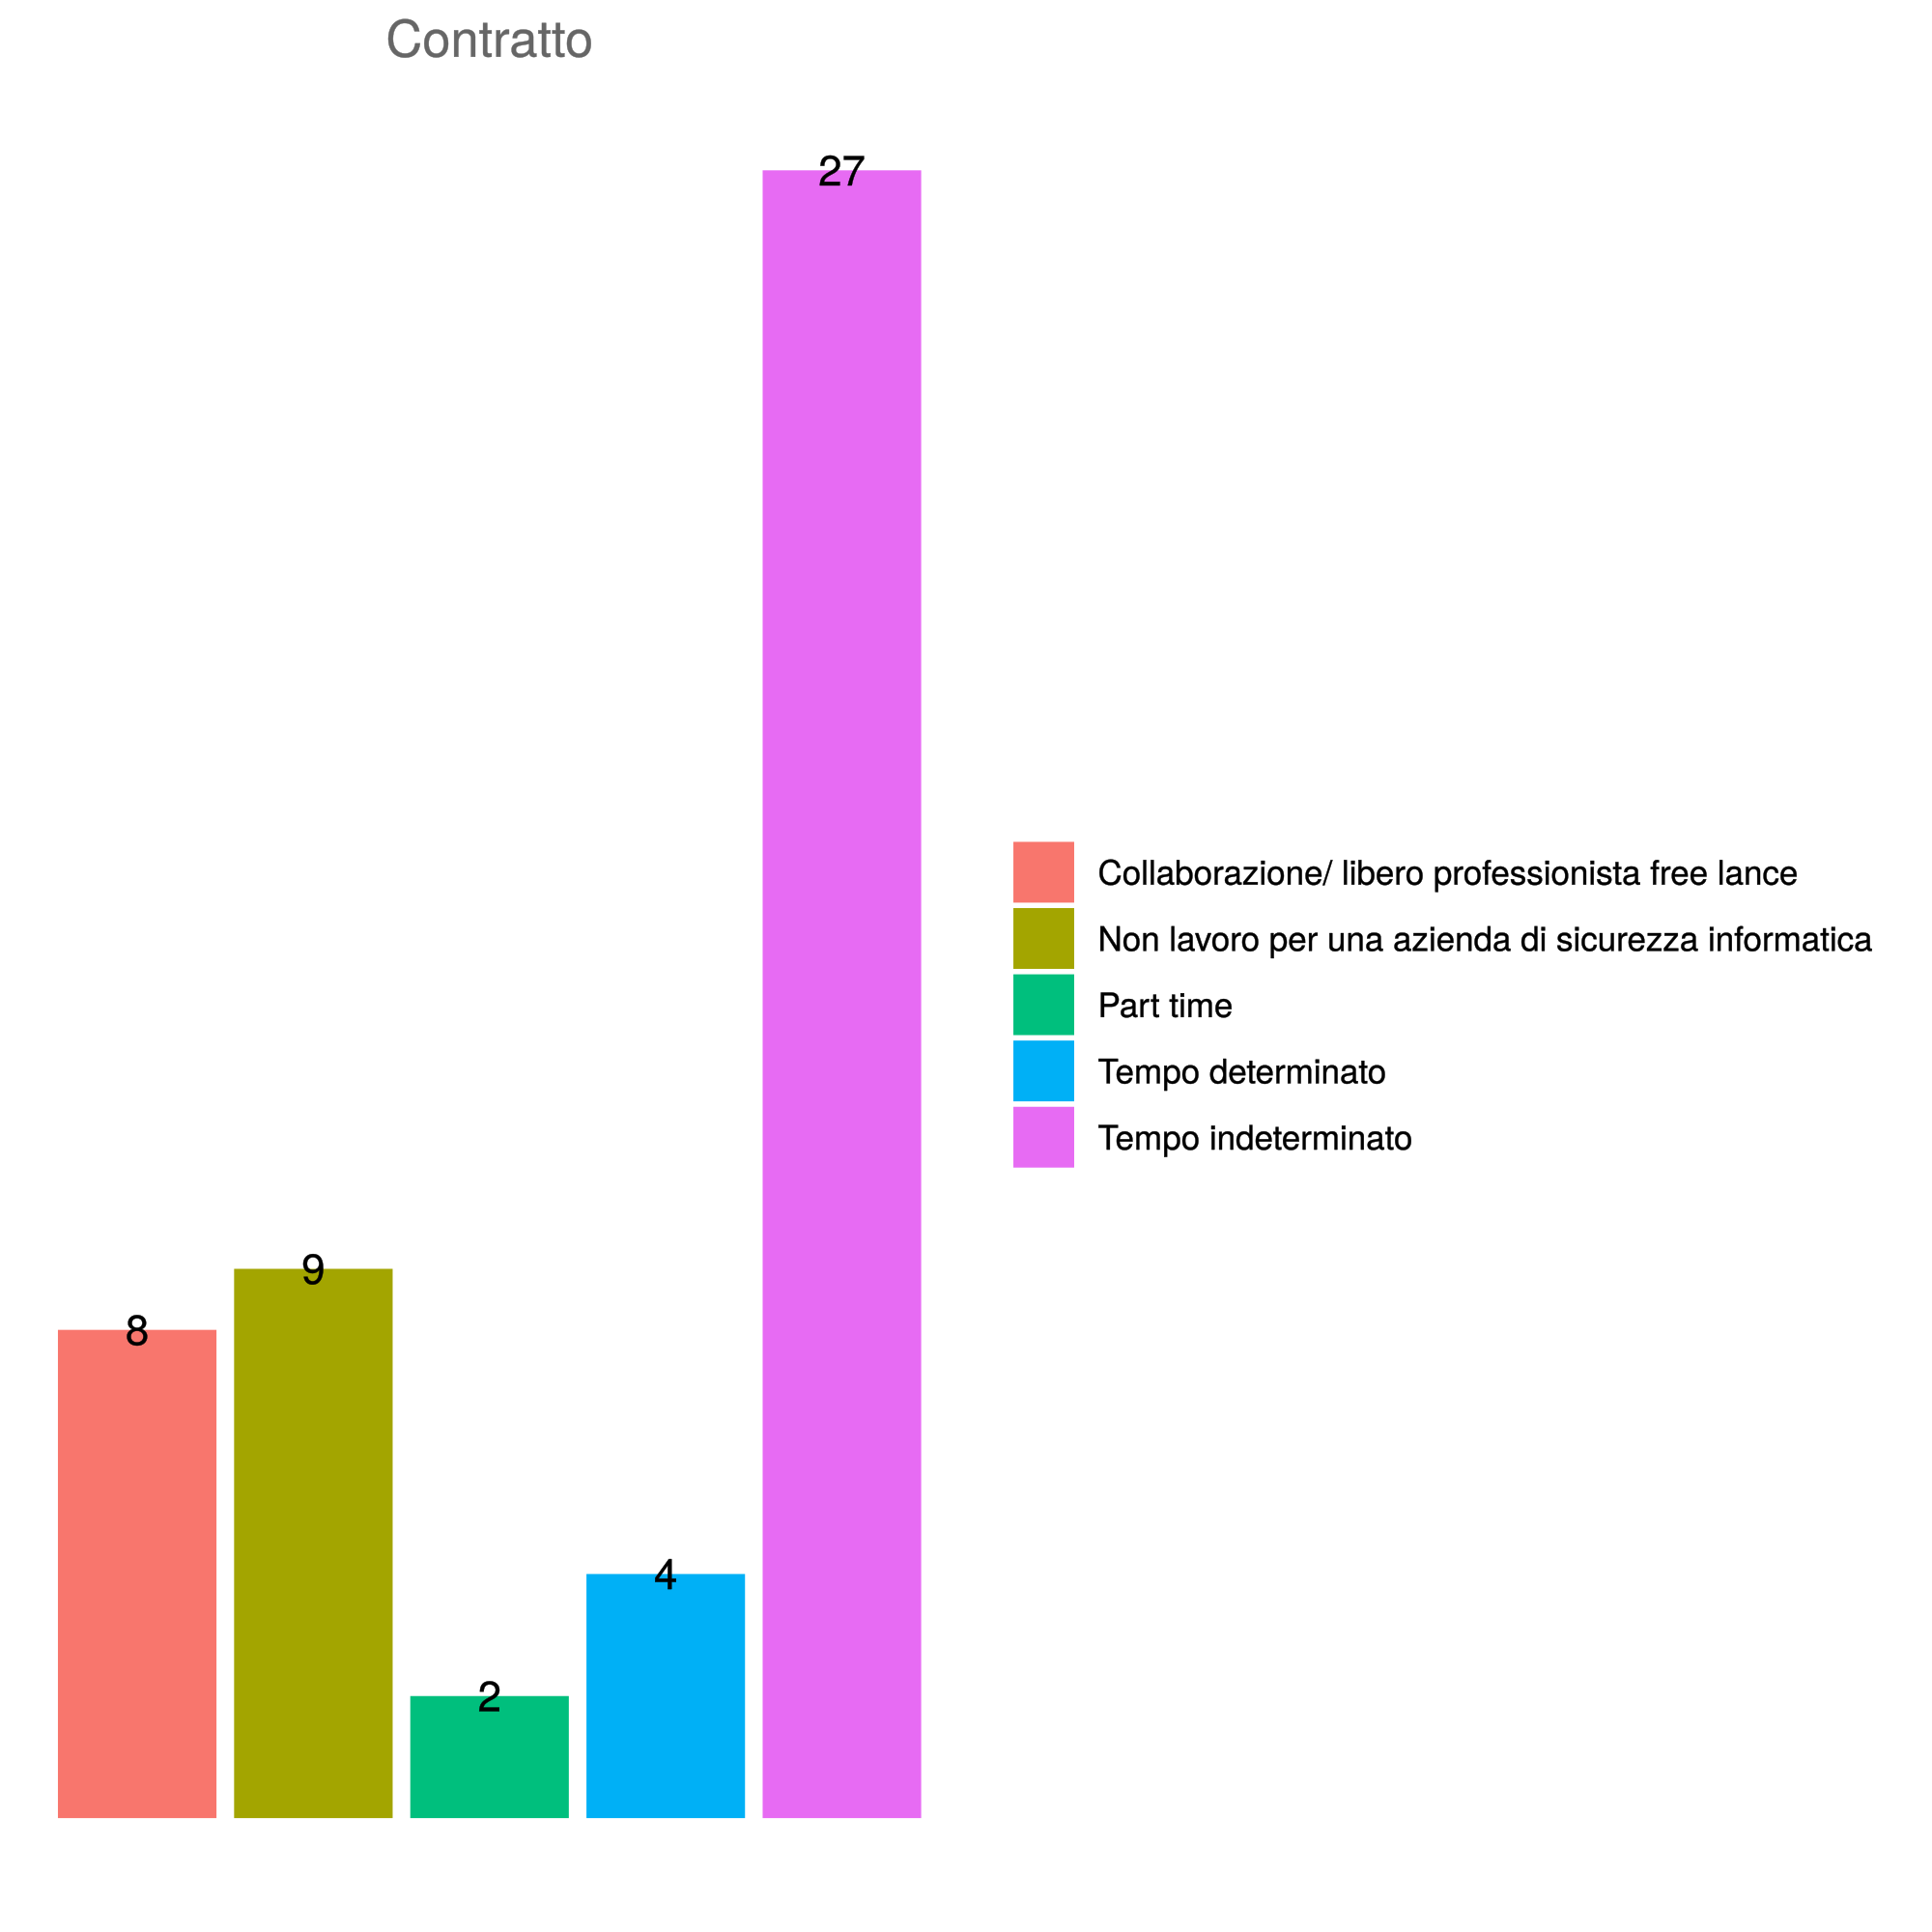 Contratto
27
8
9
2
4
Collaborazione/ libero professionista free lance
Non lavoro per una azienda di sicurezza informatica
Part time
Tempo determinato
Tempo indeterminato